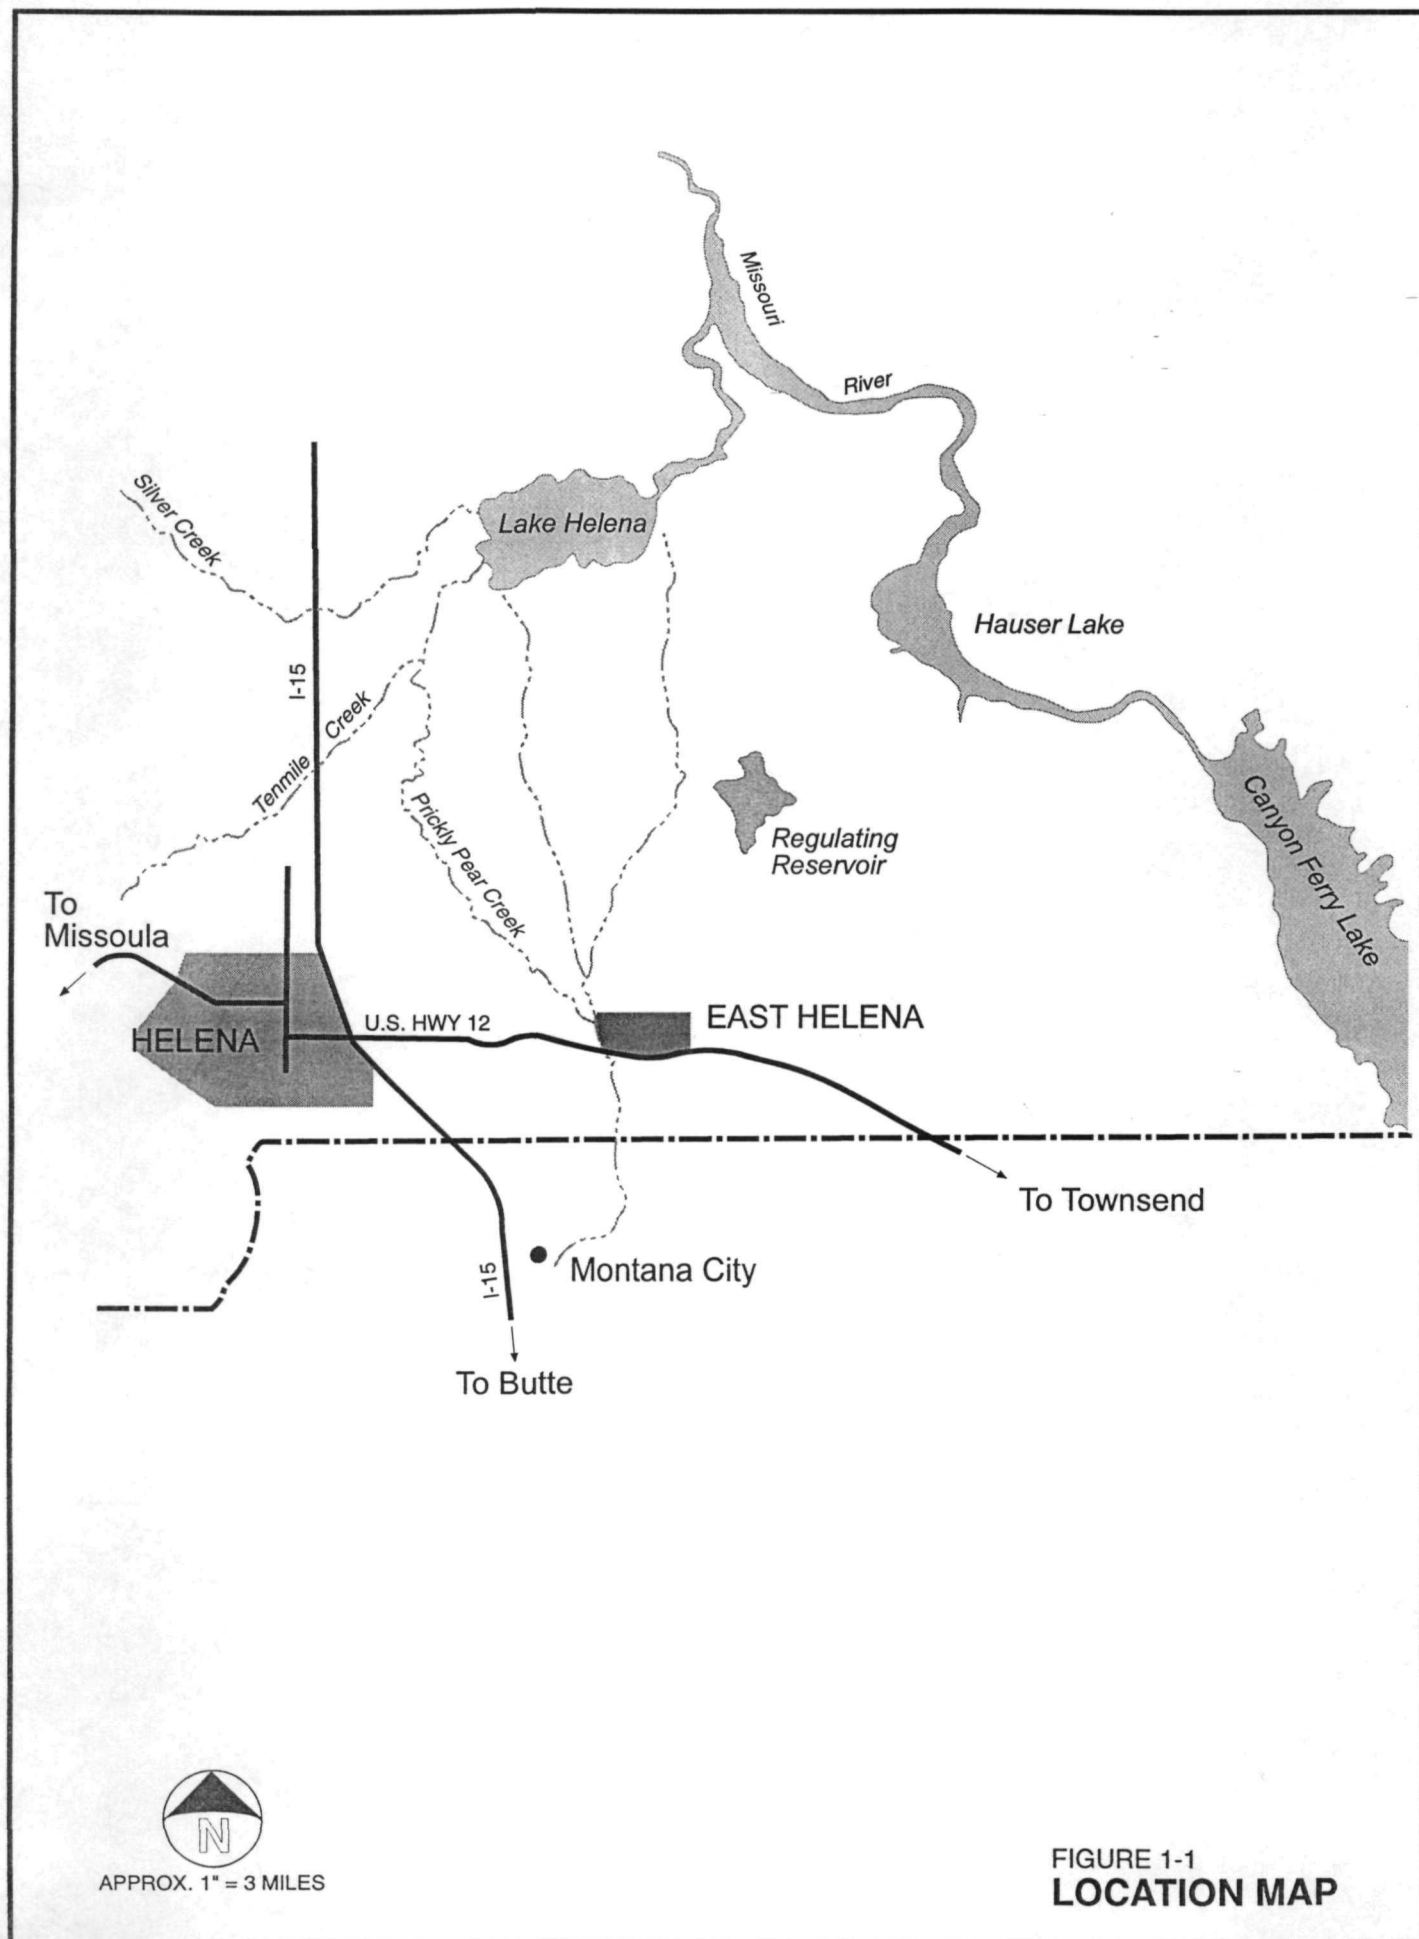 Missouri
River
Silver Creek
Lake Helena
Hauser Lake
I-15
Tenmile Creek
Prickly Pear Creek
Regulating
Reservoir
Canyon Ferry Lake
To
Missoula
HELENA
U.S. HWY 12
EAST HELENA
To Townsend
I-15
Montana City
To Butte
N
APPROX. 1" = 3 MILES
FIGURE 1-1
LOCATION MAP